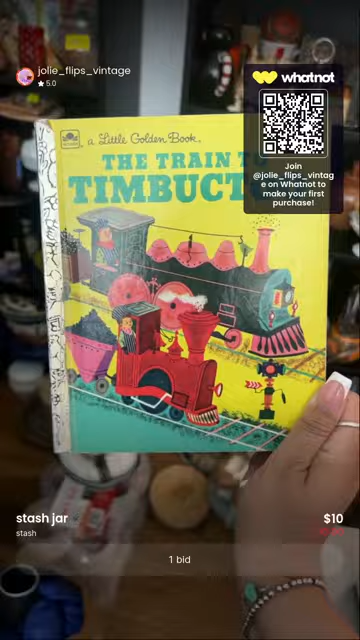 jolie_flips_vintage
★ 5.0
whatnot
Join
@jolie_flips_vintag
e on Whatnot to
make your first
purchase!
a Little Golden Book®
THE TRAIN TO
TIMBUCT
stash jar
$10
stash
1 bid